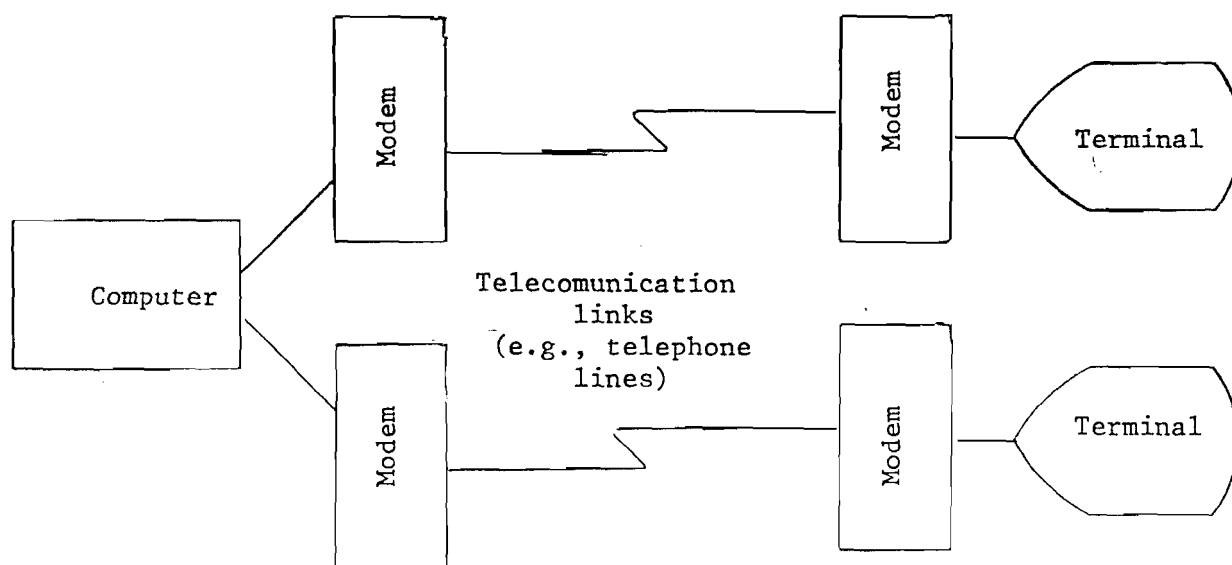 Modem
Modem
Terminal
Computer
Telecomunication
links
(e.g., telephone
lines)
Modem
Modem
Terminal